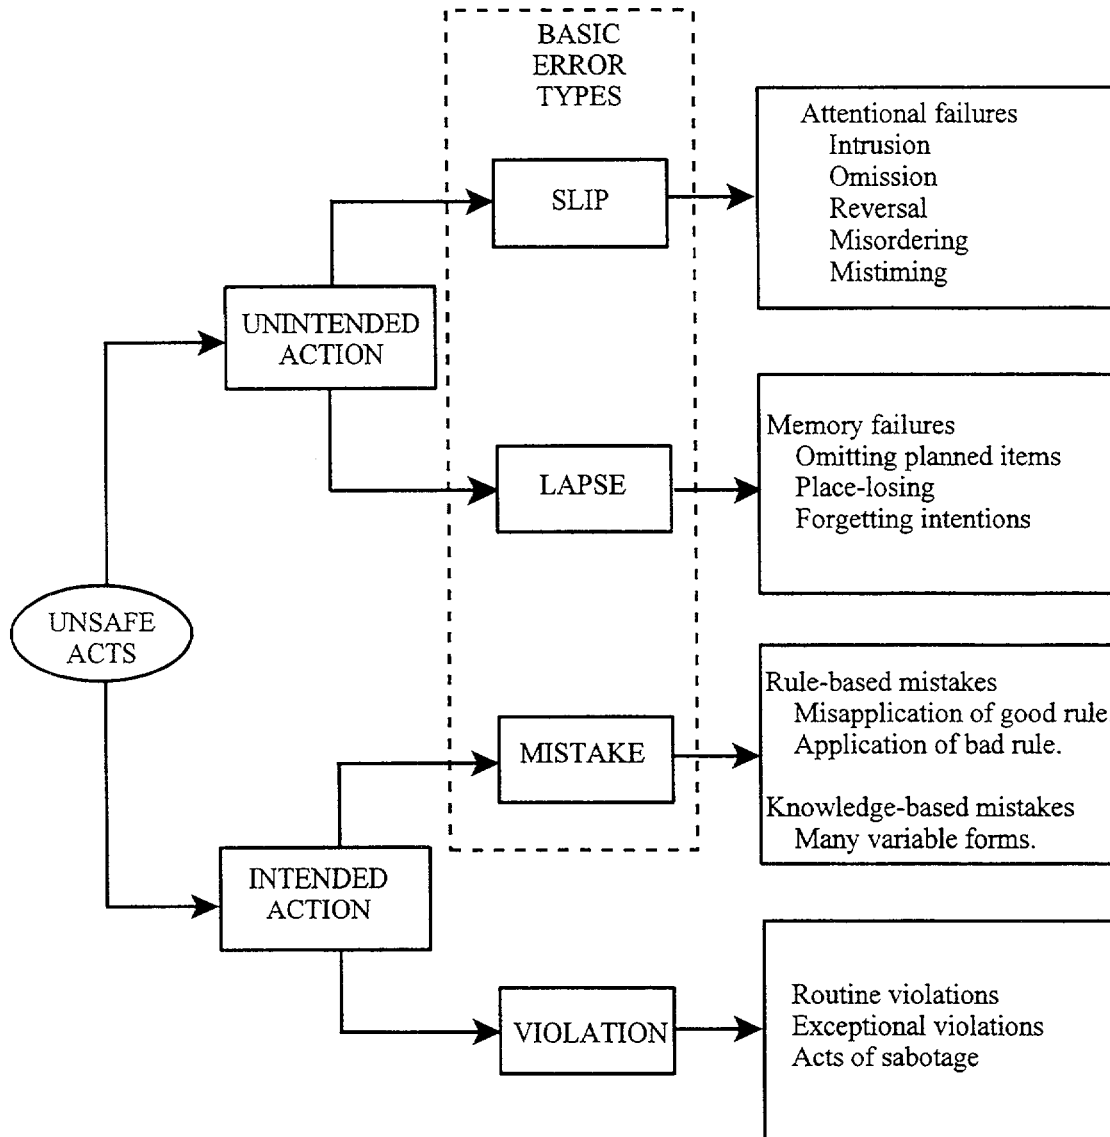 BASIC
ERROR
TYPES
Attentional failures
Intrusion
Omission
Reversal
Misordering
Mistiming
SLIP
UNINTENDED
ACTION
Memory failures
Omitting planned items
Place-losing
Forgetting intentions
LAPSE
UNSAFE
ACTS
Rule-based mistakes
Misapplication of good rule
Application of bad rule.
Knowledge-based mistakes
Many variable forms.
MISTAKE
INTENDED
ACTION
Routine violations
Exceptional violations
Acts of sabotage
VIOLATION